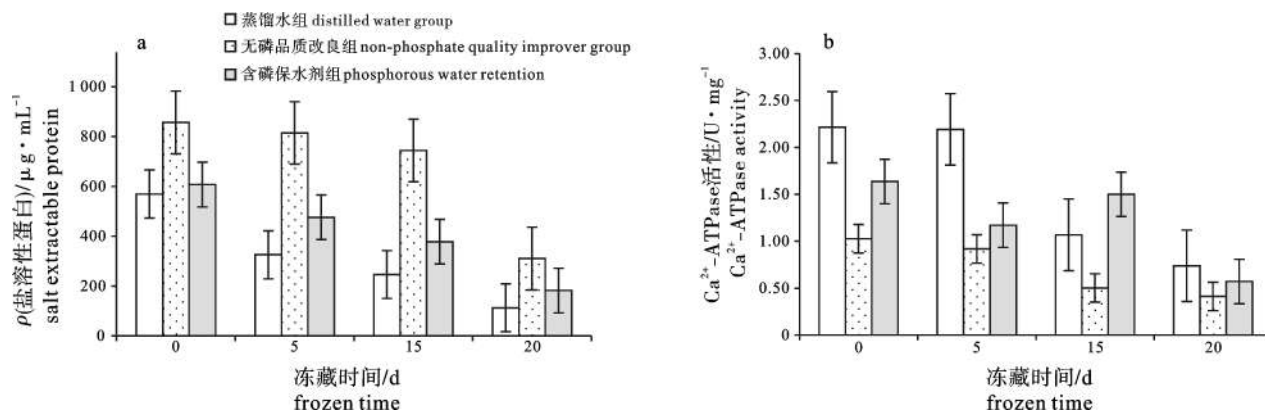 a
蒸馏水组 distilled water group
无磷品质改良组 non-phosphate quality improver group
含磷保水剂组 phosphorous water retention
ρ(盐溶性蛋白)/μg·mL⁻¹
salt extractable protein
1 000
800
600
400
200
0
0 5 15 20
冻藏时间/d
frozen time
b
Ca²⁺-ATPase活性/U·mg⁻¹
Ca²⁺-ATPase activity
3.00
2.50
2.00
1.50
1.00
0.50
0
0 5 15 20
冻藏时间/d
frozen time